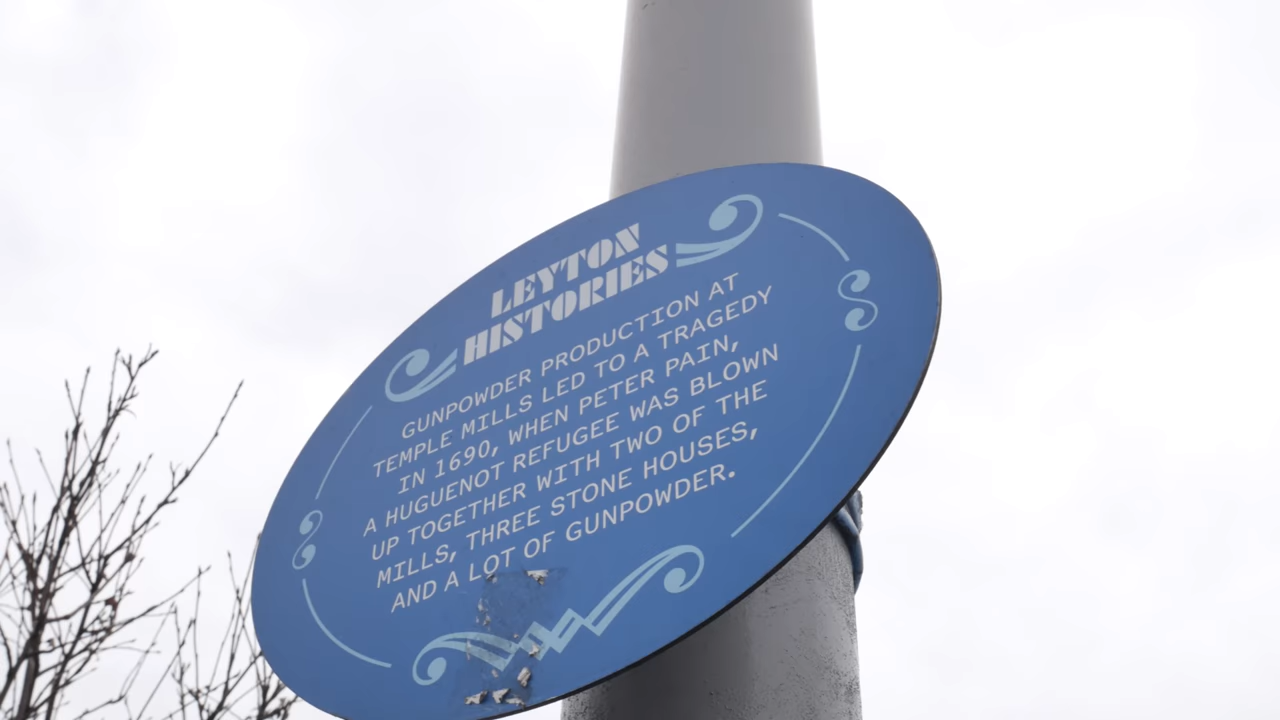 LEYTON
HISTORIES
GUNPOWDER PRODUCTION AT
TEMPLE MILLS LED TO A TRAGEDY
IN 1690, WHEN PETER PAIN,
A HUGUENOT REFUGEE WAS BLOWN
UP TOGETHER WITH TWO OF THE
MILLS, THREE STONE HOUSES,
AND A LOT OF GUNPOWDER.